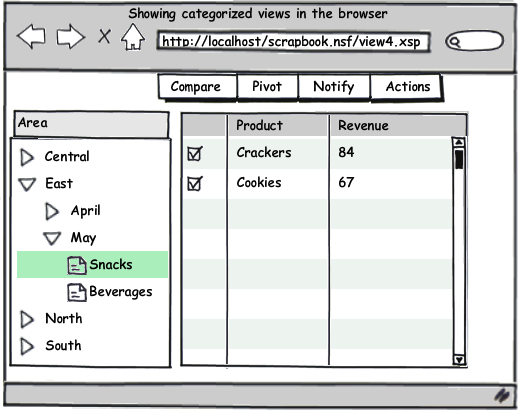 Showing categorized views in the browser
http://localhost/scrapbook.nsf/view4.xsp
Compare Pivot Notify Actions
Area
Central
East
April
May
Snacks
Beverages
North
South
Product Revenue
Crackers 84
Cookies 67